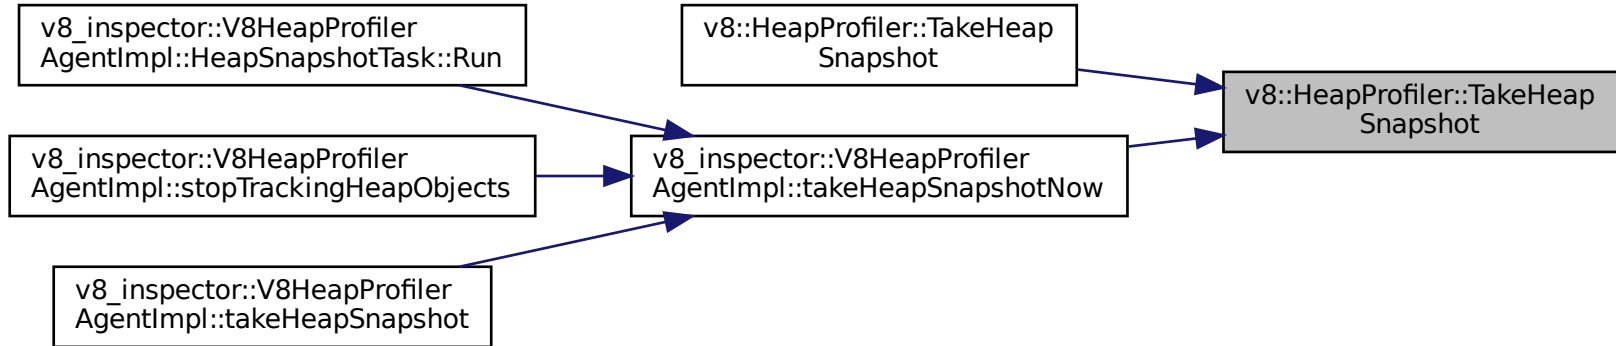 v8_inspector::V8HeapProfiler
AgentImpl::HeapSnapshotTask::Run
v8::HeapProfiler::TakeHeap
Snapshot
v8::HeapProfiler::TakeHeap
Snapshot
v8_inspector::V8HeapProfiler
AgentImpl::stopTrackingHeapObjects
v8_inspector::V8HeapProfiler
AgentImpl::takeHeapSnapshotNow
v8_inspector::V8HeapProfiler
AgentImpl::takeHeapSnapshot